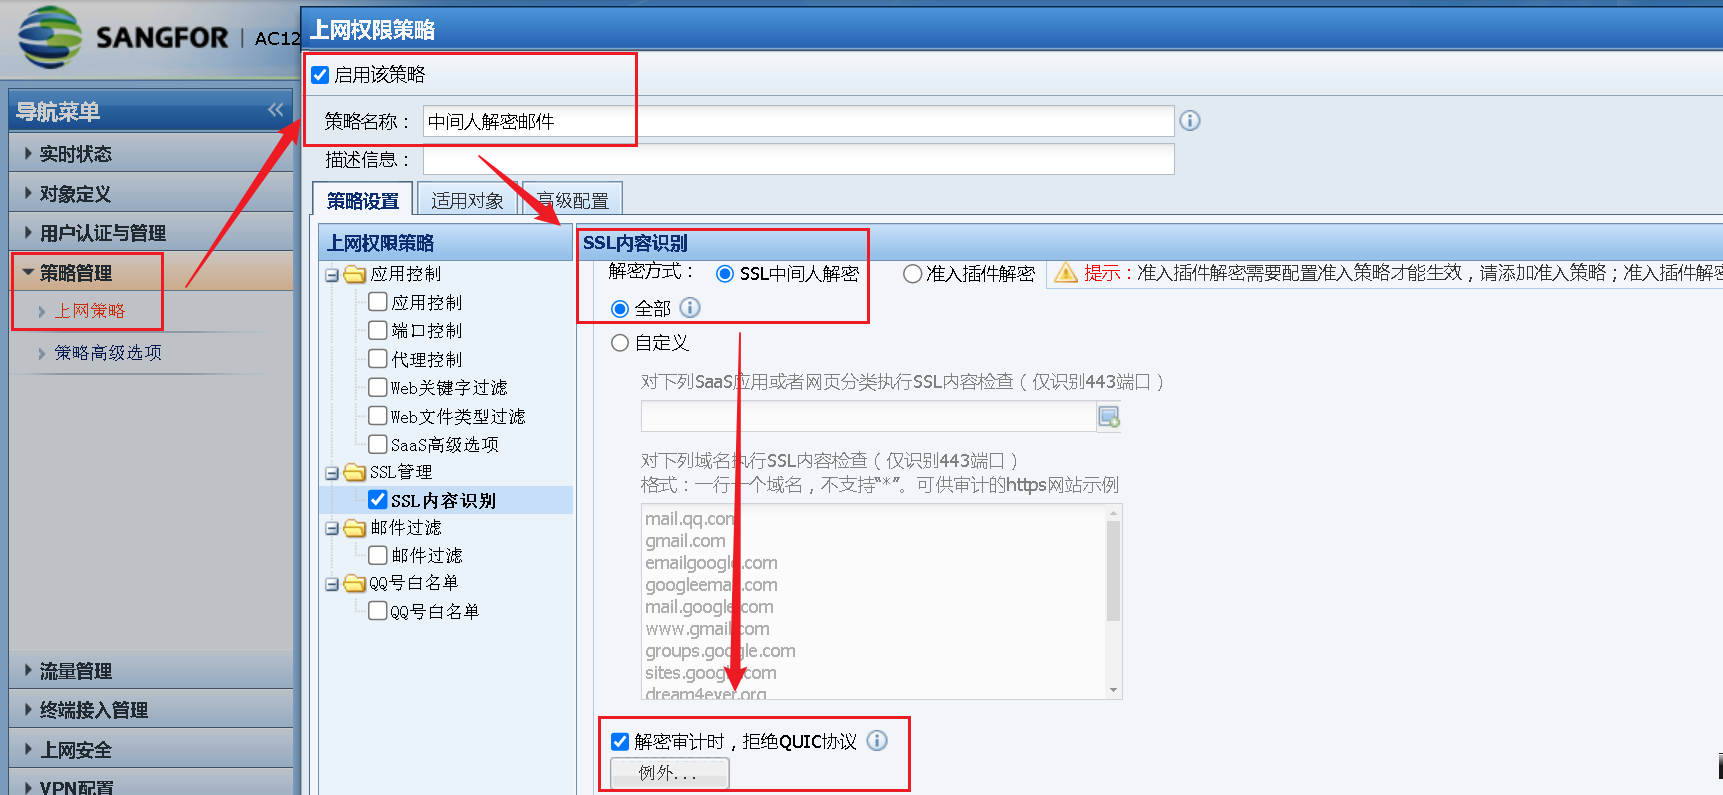 SANGFOR | AC12
上网权限策略
导航菜单
实时状态
对象定义
用户认证与管理
策略管理
上网策略
策略高级选项
流量管理
终端接入管理
上网安全
VPN配置
启用该策略
策略名称：
中间人解密邮件
描述信息：
策略设置
适用对象
高级配置
上网权限策略
应用控制
应用控制
端口控制
代理控制
Web关键字过滤
Web文件类型过滤
SaaS高级选项
SSL管理
SSL内容识别
邮件过滤
邮件过滤
QQ号白名单
QQ号白名单
SSL内容识别
解密方式： SSL中间人解密 准入插件解密 提示：准入插件解密需要配置准入策略才能生效，请添加准入策略；准入插件解密
全部
自定义
对下列SaaS应用或者网页分类执行SSL内容检查（仅识别443端口）
对下列域名执行SSL内容检查（仅识别443端口）
格式：一行一个域名，不支持“*”。可供审计的https网站示例
mail.qq.com
gmail.com
emailgoogle.com
googleemail.com
mail.google.com
www.gmail.com
groups.google.com
sites.google.com
dream4ever.org
解密审计时，拒绝QUIC协议
例外...